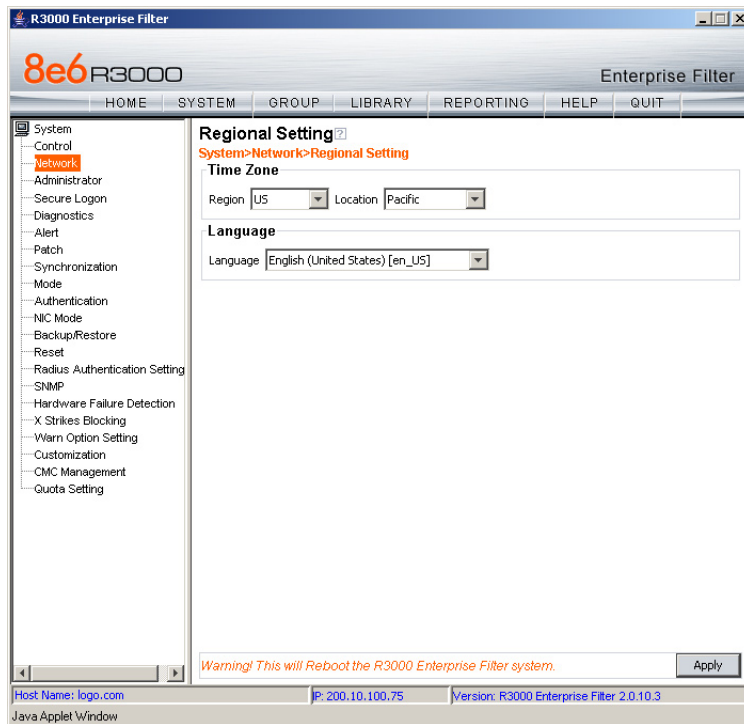 R3000 Enterprise Filter
8e6 R3000
Enterprise Filter
HOME SYSTEM GROUP LIBRARY REPORTING HELP QUIT
System
Control
Network
Administrator
Secure Logon
Diagnostics
Alert
Patch
Synchronization
Mode
Authentication
NIC Mode
Backup/Restore
Reset
Radius Authentication Setting
SNMP
Hardware Failure Detection
X Strikes Blocking
Warn Option Setting
Customization
CMC Management
Quota Setting
Regional Setting ?
System>Network>Regional Setting
Time Zone
Region US Location Pacific
Language
Language English (United States) [en_US]
Warning! This will Reboot the R3000 Enterprise Filter system. Apply
Host Name: logo.com IP: 200.10.100.75 Version: R3000 Enterprise Filter 2.0.10.3
Java Applet Window